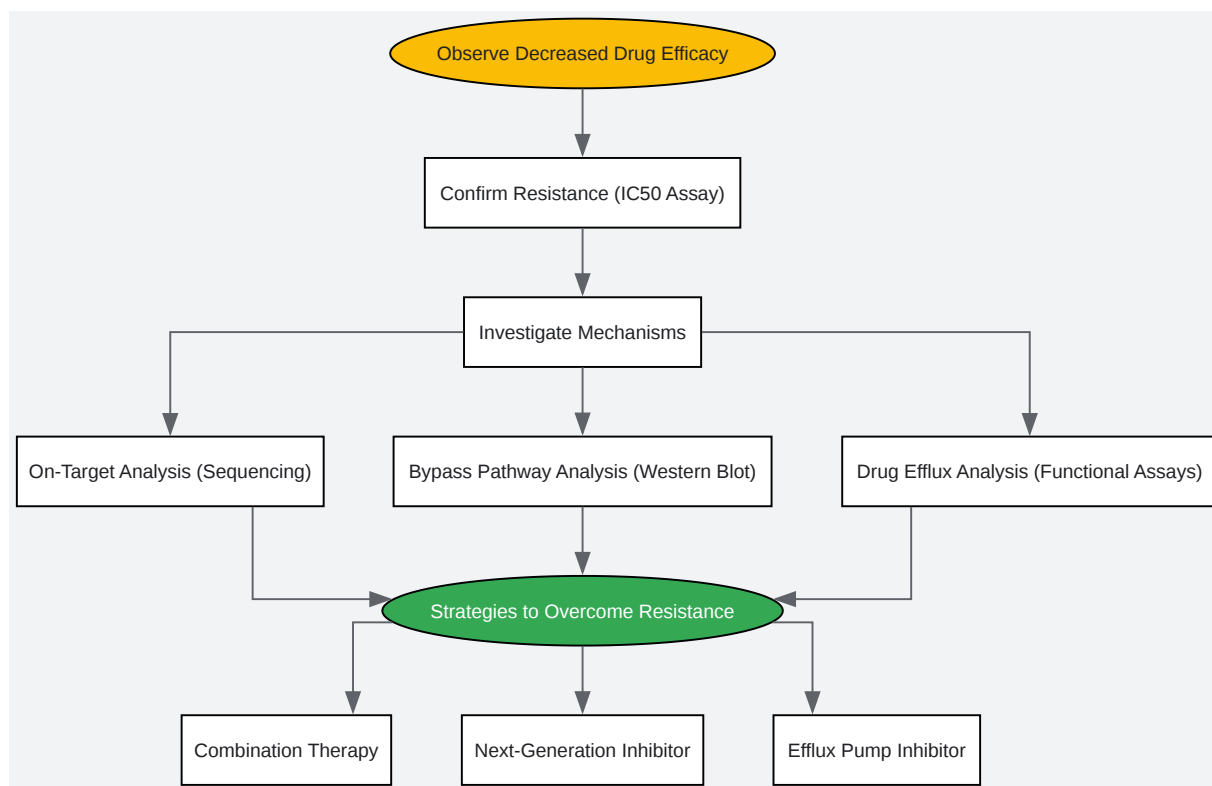 Observe Decreased Drug Efficacy
Confirm Resistance (IC50 Assay)
Investigate Mechanisms
On-Target Analysis (Sequencing)
Bypass Pathway Analysis (Western Blot)
Drug Efflux Analysis (Functional Assays)
Strategies to Overcome Resistance
Combination Therapy
Next-Generation Inhibitor
Efflux Pump Inhibitor